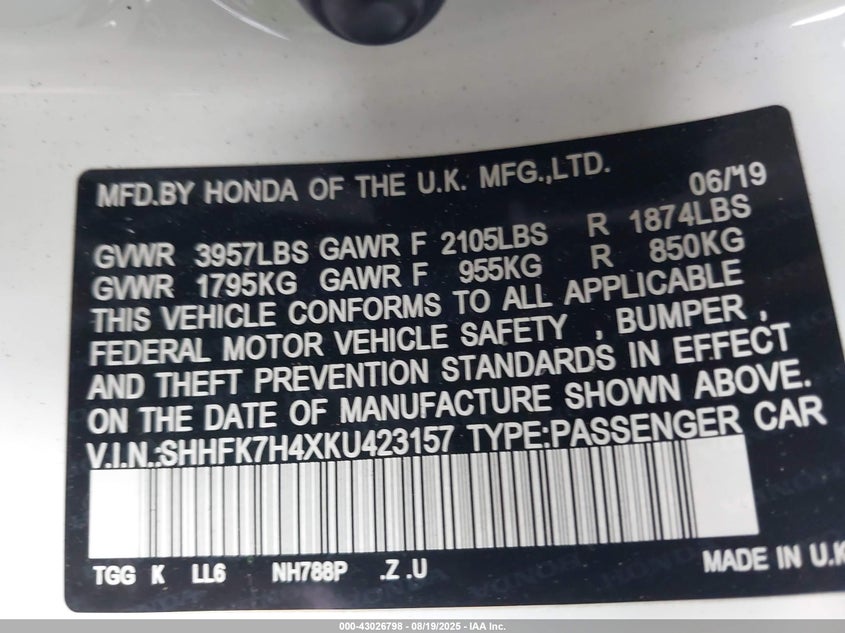 MFD.BY HONDA OF THE U.K. MFG.,LTD. 06/19
GVWR 3957LBS GAWR F 2105LBS R 1874LBS
GVWR 1795KG GAWR F 955KG R 850KG
THIS VEHICLE CONFORMS TO ALL APPLICABLE
FEDERAL MOTOR VEHICLE SAFETY , BUMPER ,
AND THEFT PREVENTION STANDARDS IN EFFECT
ON THE DATE OF MANUFACTURE SHOWN ABOVE.
V.I.N.:SHHFK7H4XKU423157 TYPE:PASSENGER CAR
TGG K LL6 NH788P .Z .U MADE IN U.K
000-43026798 - 08/19/2025 - IAA Inc.